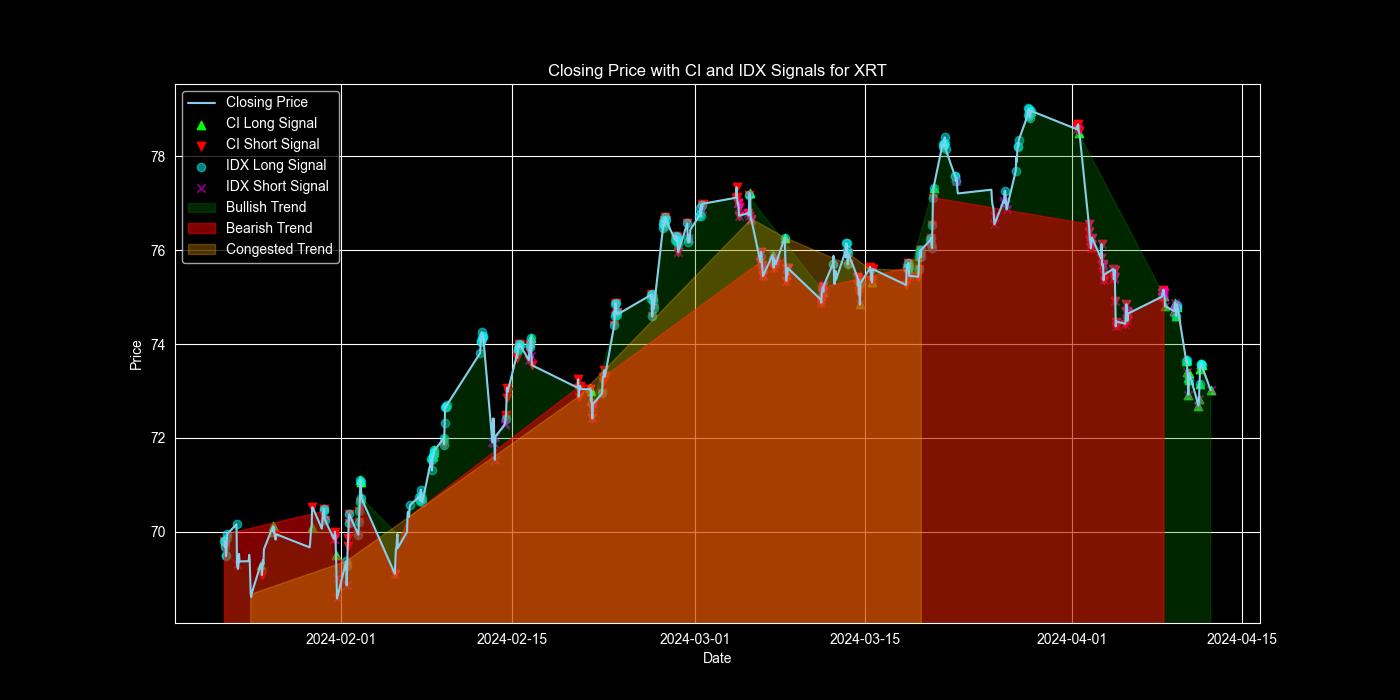 Closing Price with CI and IDX Signals for XRT
Closing Price
CI Long Signal
CI Short Signal
IDX Long Signal
IDX Short Signal
Bullish Trend
Bearish Trend
Congested Trend
78
76
74
72
70
Price
2024-02-01 2024-02-15 2024-03-01 2024-03-15 2024-04-01 2024-04-15
Date